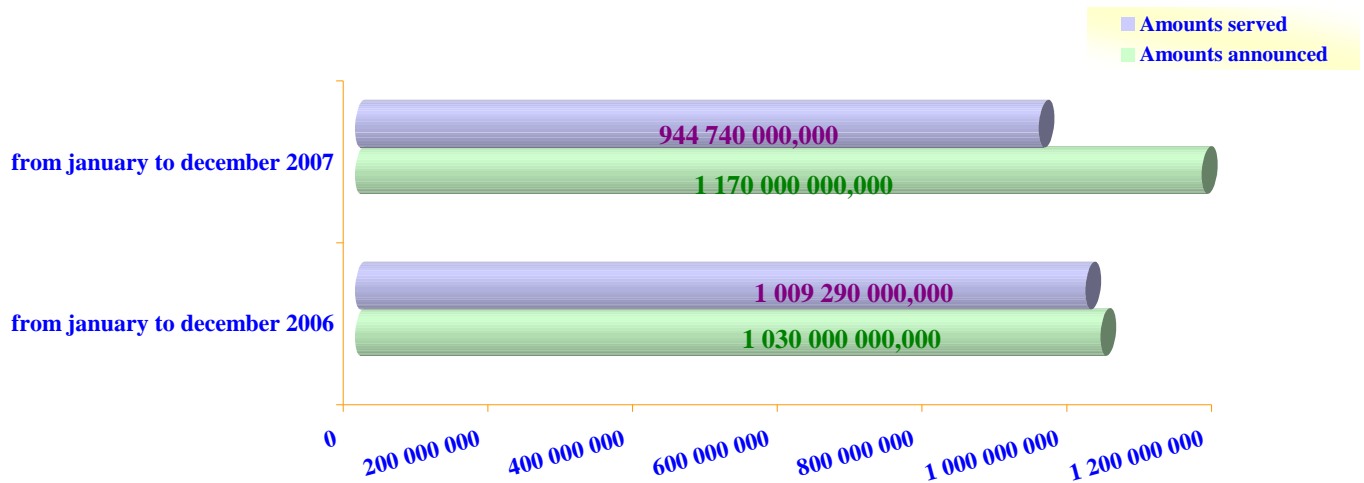 Amounts served
Amounts announced
944 740 000,000
from january to december 2007
1 170 000 000,000
1 009 290 000,000
from january to december 2006
1 030 000 000,000
0
200 000 000
400 000 000
600 000 000
800 000 000
1 000 000 000
1 200 000 000